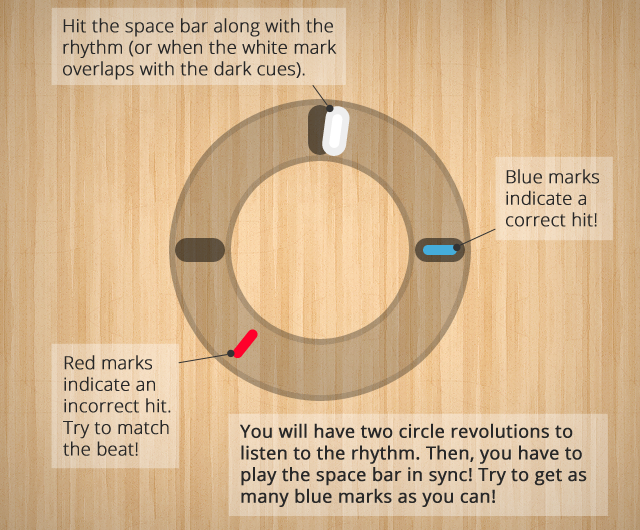 Hit the space bar along with the
rhythm (or when the white mark
overlaps with the dark cues).
Blue marks
indicate a
correct hit!
Red marks
indicate an
incorrect hit.
Try to match
the beat!
You will have two circle revolutions to
listen to the rhythm. Then, you have to
play the space bar in sync! Try to get as
many blue marks as you can!